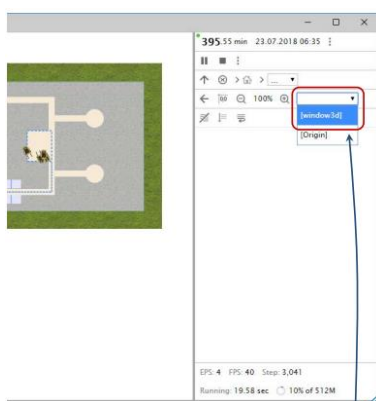 395.55 min 23.07.2018 06:35
100%
[window3d]
[Origin]
EPS: 4 FPS: 40 Step: 3,041
Running: 19.58 sec 10% of 512M